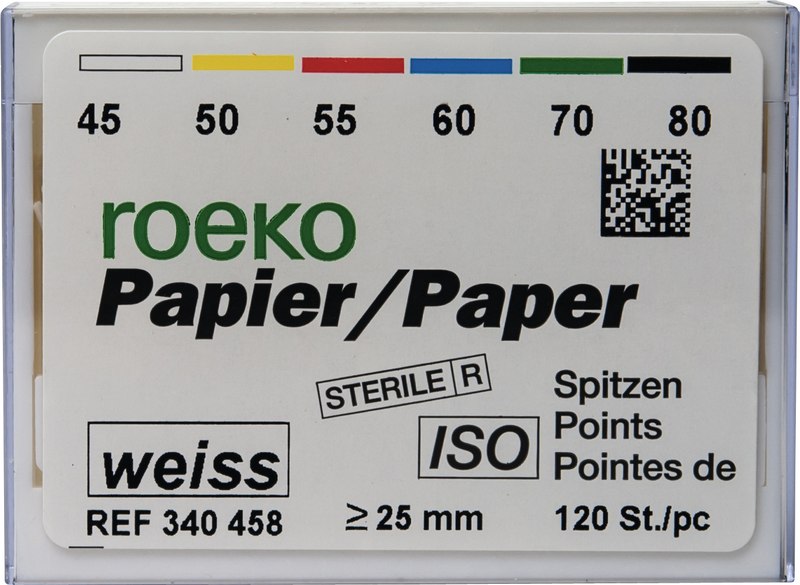 45 50 55 60 70 80
roeko
Papier/Paper
STERILE R
Spitzen
Points
Pointes de
ISO
weiss
REF 340 458
≥ 25 mm
120 St./pc